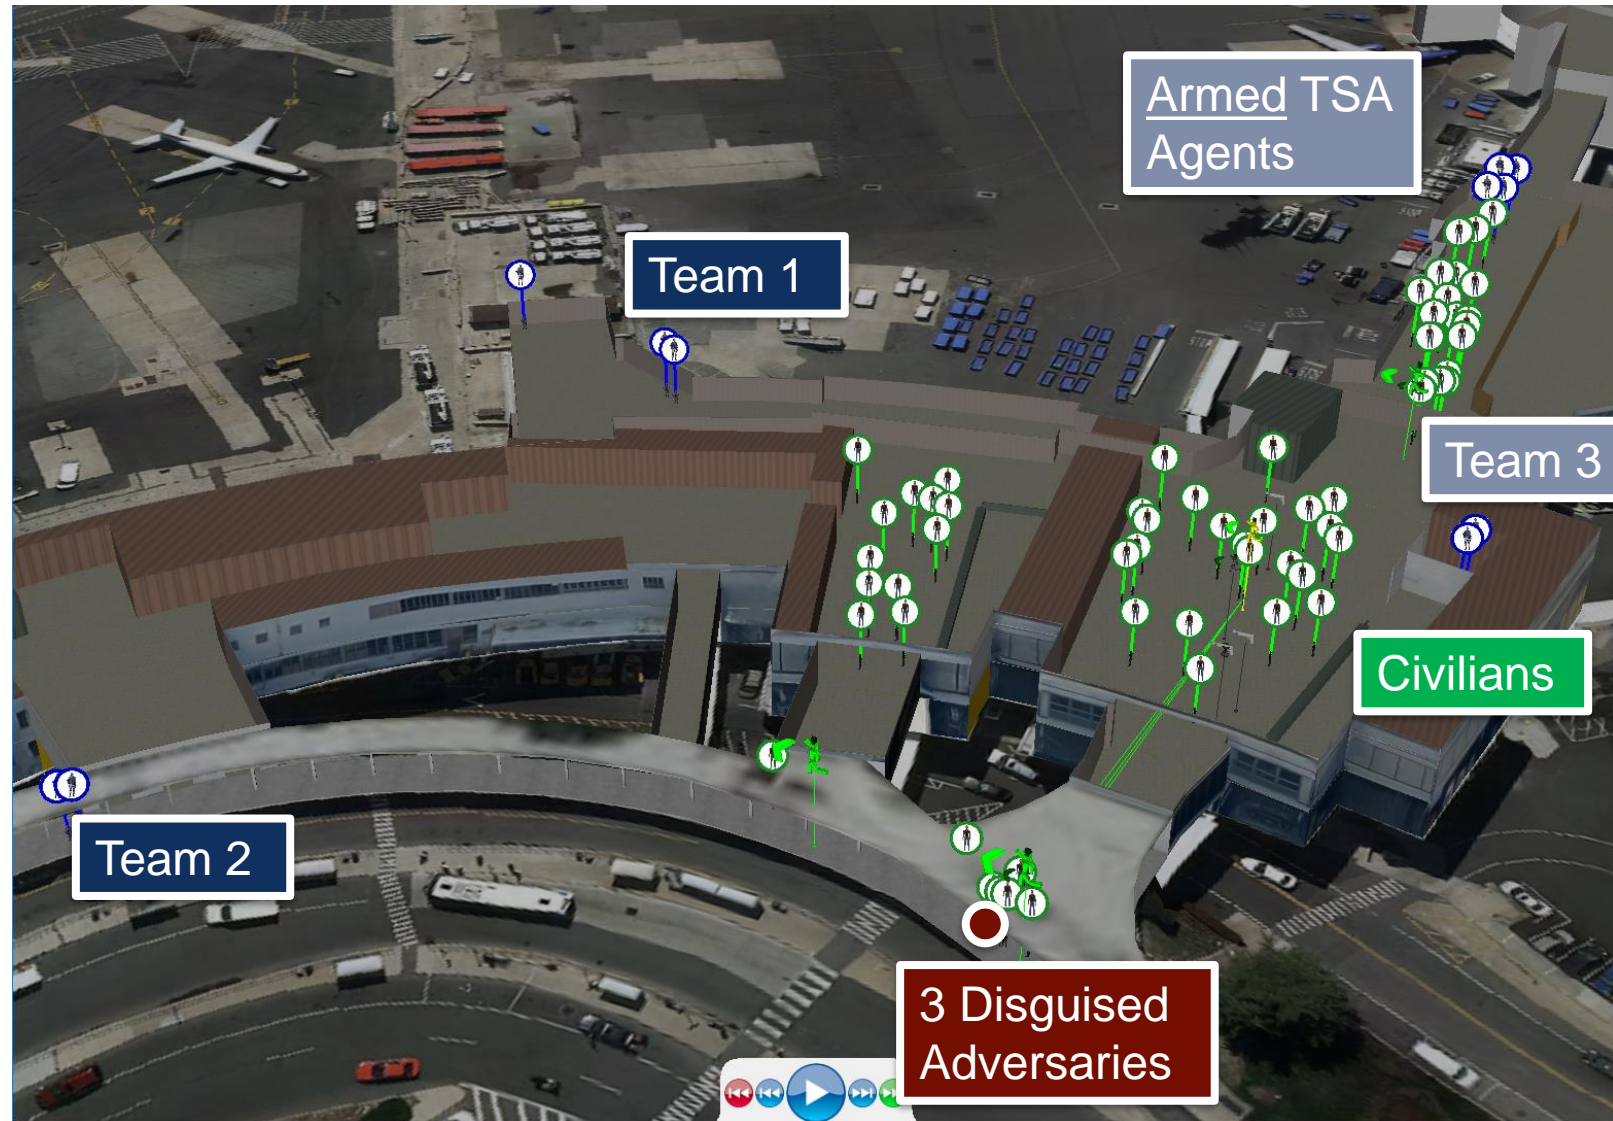 Armed TSA
Agents
Team 1
Team 3
Civilians
Team 2
3 Disguised
Adversaries